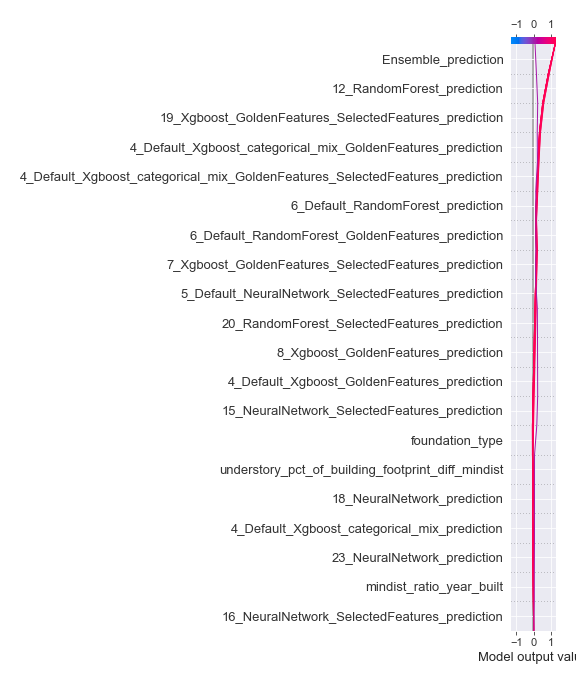 −1 0 1
Ensemble_prediction
12_RandomForest_prediction
19_Xgboost_GoldenFeatures_SelectedFeatures_prediction
4_Default_Xgboost_categorical_mix_GoldenFeatures_prediction
4_Default_Xgboost_categorical_mix_GoldenFeatures_SelectedFeatures_prediction
6_Default_RandomForest_prediction
6_Default_RandomForest_GoldenFeatures_prediction
7_Xgboost_GoldenFeatures_SelectedFeatures_prediction
5_Default_NeuralNetwork_SelectedFeatures_prediction
20_RandomForest_SelectedFeatures_prediction
8_Xgboost_GoldenFeatures_prediction
4_Default_Xgboost_GoldenFeatures_prediction
15_NeuralNetwork_SelectedFeatures_prediction
foundation_type
understory_pct_of_building_footprint_diff_mindist
18_NeuralNetwork_prediction
4_Default_Xgboost_categorical_mix_prediction
23_NeuralNetwork_prediction
mindist_ratio_year_built
16_NeuralNetwork_SelectedFeatures_prediction
−1 0 1
Model output valu